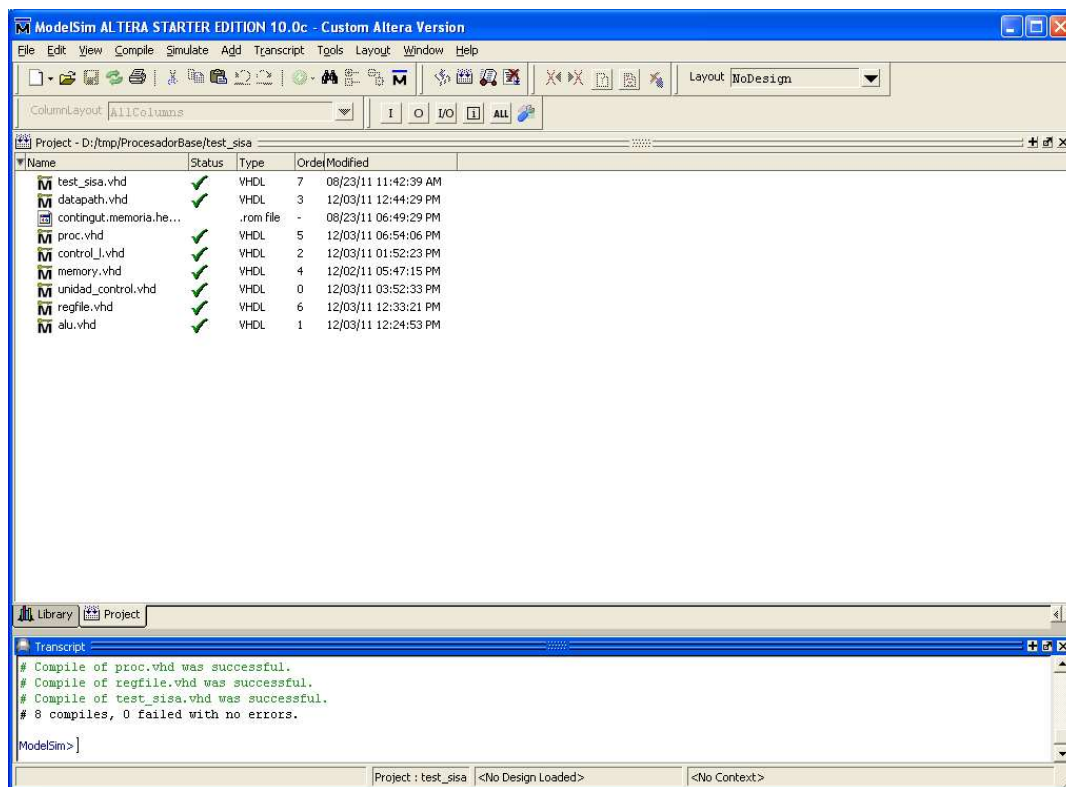 ModelSim ALTERA STARTER EDITION 10.0c - Custom Altera Version
File Edit View Compile Simulate Add Transcript Tools Layout Window Help
Layout NoDesign
ColumnLayout AllColumns
I O I/O 1 ALL
Project - D:/tmp/ProcesadorBase/test_sisa
Name Status Type Order Modified
test_sisa.vhd VHDL 7 08/23/11 11:42:39 AM
datapath.vhd VHDL 3 12/03/11 12:44:29 PM
contingut.memoria.he... .rom file - 08/23/11 06:49:29 PM
proc.vhd VHDL 5 12/03/11 06:54:06 PM
control_l.vhd VHDL 2 12/03/11 01:52:23 PM
memory.vhd VHDL 4 12/02/11 05:47:15 PM
unidad_control.vhd VHDL 0 12/03/11 03:52:33 PM
regfile.vhd VHDL 6 12/03/11 12:33:21 PM
alu.vhd VHDL 1 12/03/11 12:24:53 PM
Library Project
Transcript
# Compile of proc.vhd was successful.
# Compile of regfile.vhd was successful.
# Compile of test_sisa.vhd was successful.
# 8 compiles, 0 failed with no errors.
ModelSim>
Project : test_sisa <No Design Loaded> <No Context>